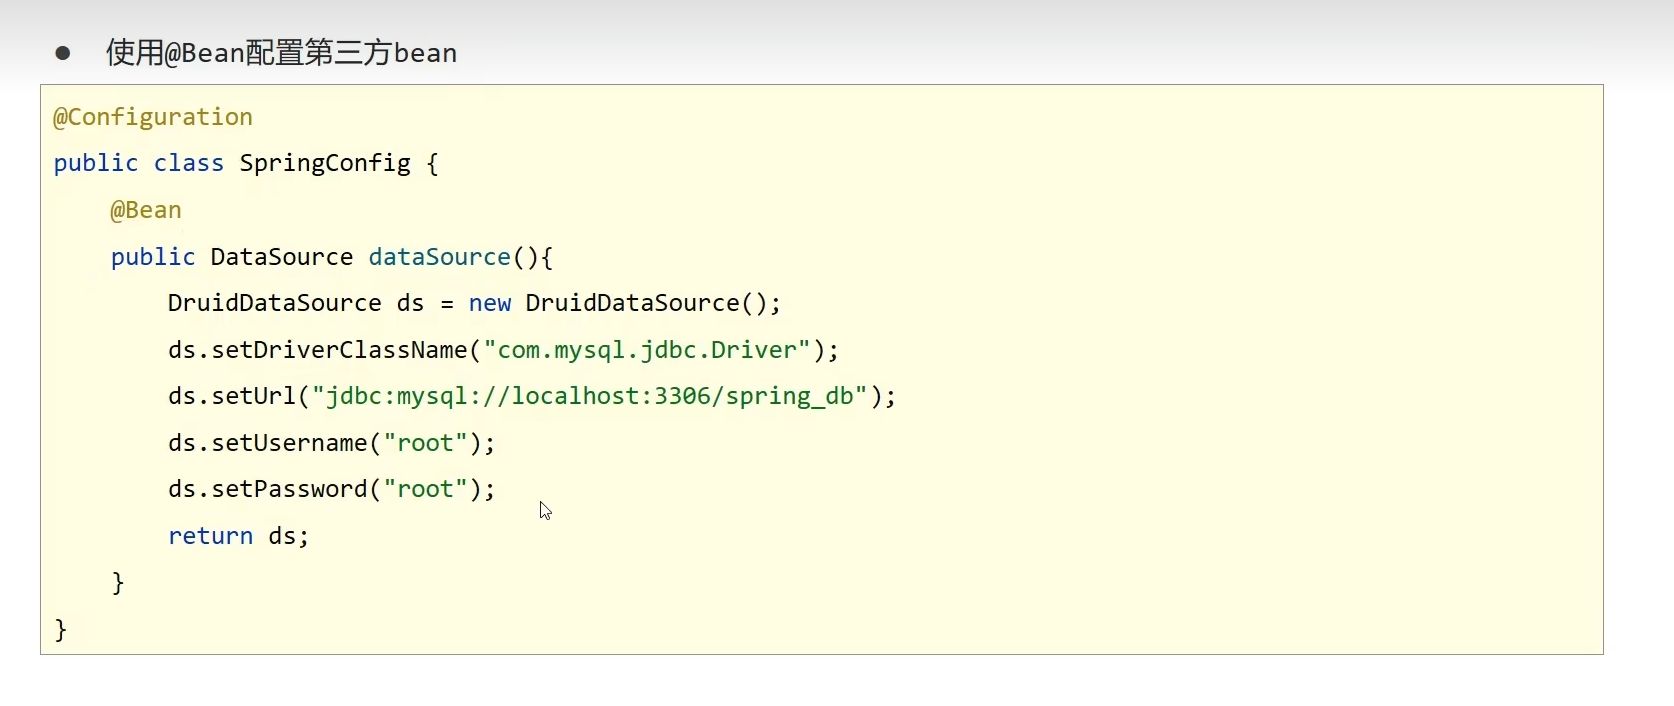 ● 使用@Bean配置第三方bean
@Configuration
public class SpringConfig {
    @Bean
    public DataSource dataSource(){
        DruidDataSource ds = new DruidDataSource();
        ds.setDriverClassName("com.mysql.jdbc.Driver");
        ds.setUrl("jdbc:mysql://localhost:3306/spring_db");
        ds.setUsername("root");
        ds.setPassword("root");
        return ds;
    }
}